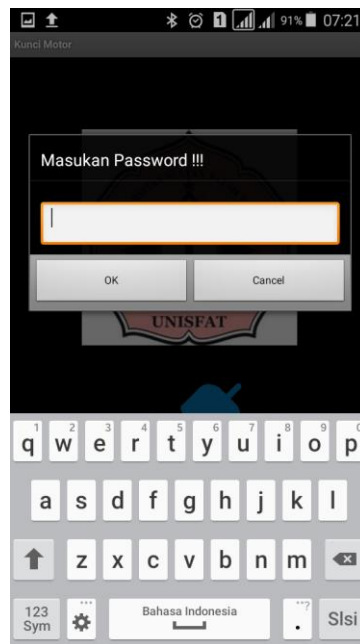 1 91% 07:21
Kunci Motor
Masukan Password !!!
OK Cancel
UNISFAT
1 2 3 4 5 6 7 8 9 0
q w e r t y u i o p
a s d f g h j k l
z x c v b n m
123 Bahasa Indonesia ...?
Sym . Slsi